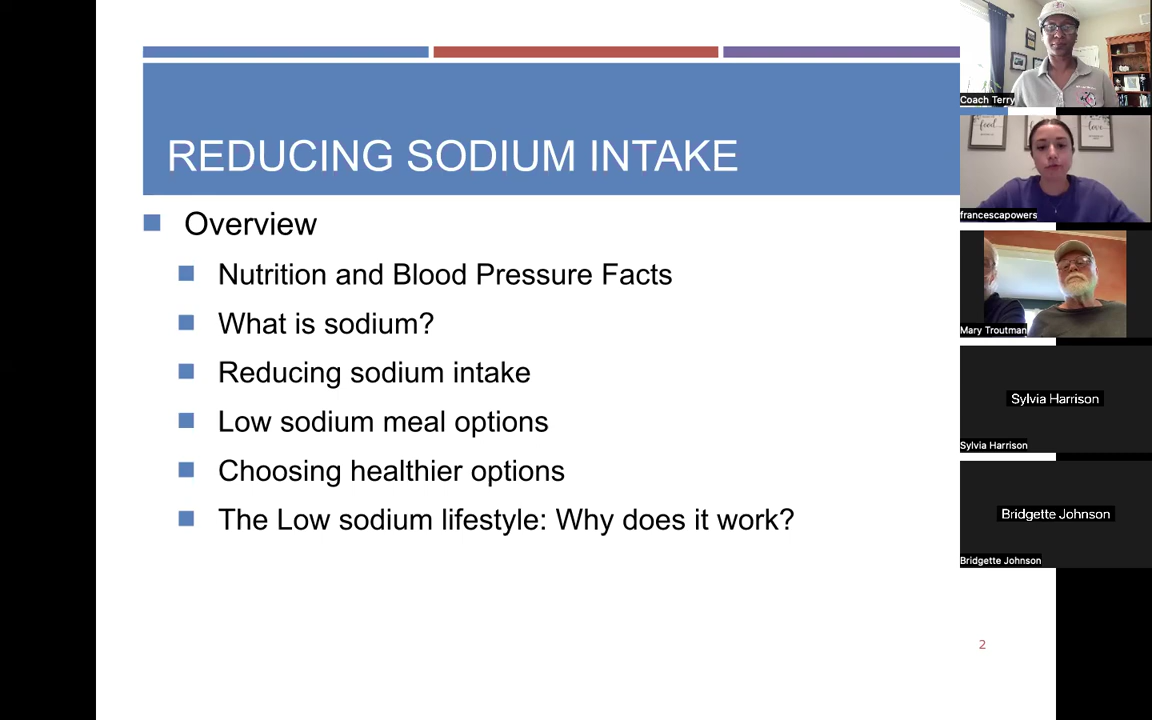 REDUCING SODIUM INTAKE
Overview
Nutrition and Blood Pressure Facts
What is sodium?
Reducing sodium intake
Low sodium meal options
Choosing healthier options
The Low sodium lifestyle: Why does it work?
2
Coach Terry
food
love
francescapowers
Mary Troutman
Sylvia Harrison
Sylvia Harrison
Bridgette Johnson
Bridgette Johnson